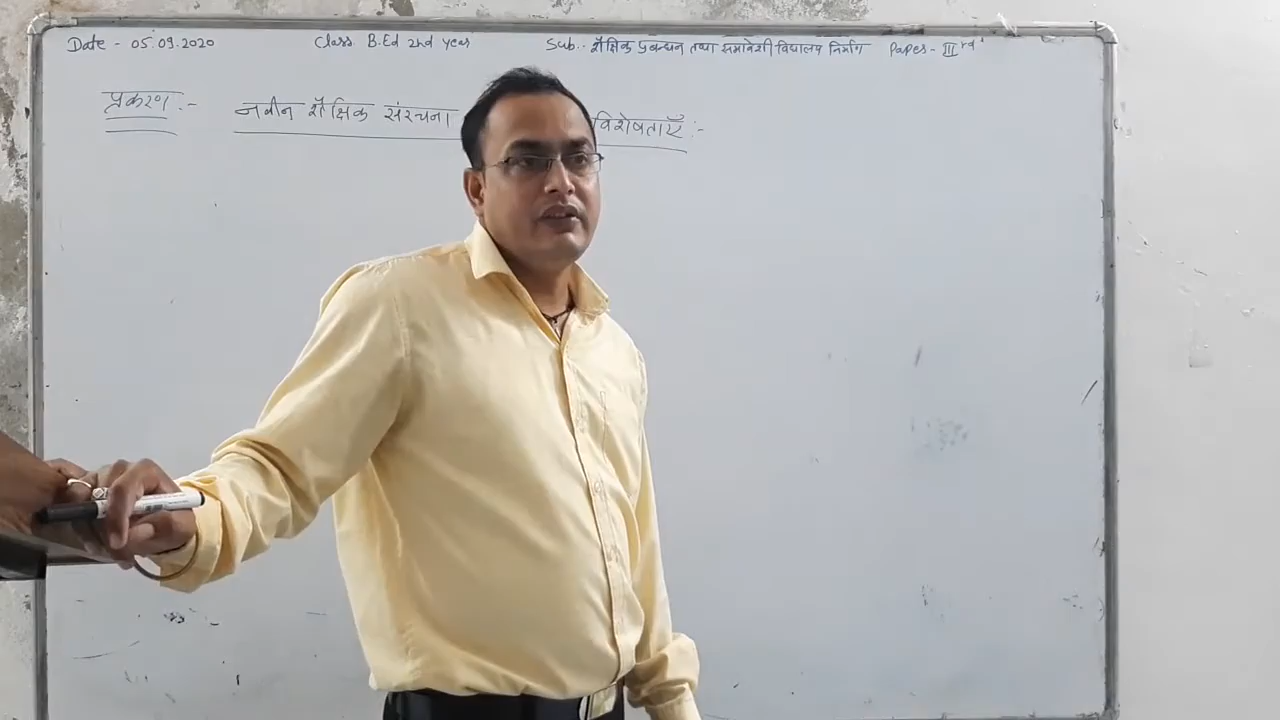 Date - 05.09.2020 Class. B.Ed 2nd Year Sub.- शैक्षिक प्रबन्धन तथा समावेशी विद्यालय निर्माण Paper - IIIrd
प्रकरण :- नवीन शैक्षिक संरचना विशेषताएँ :-